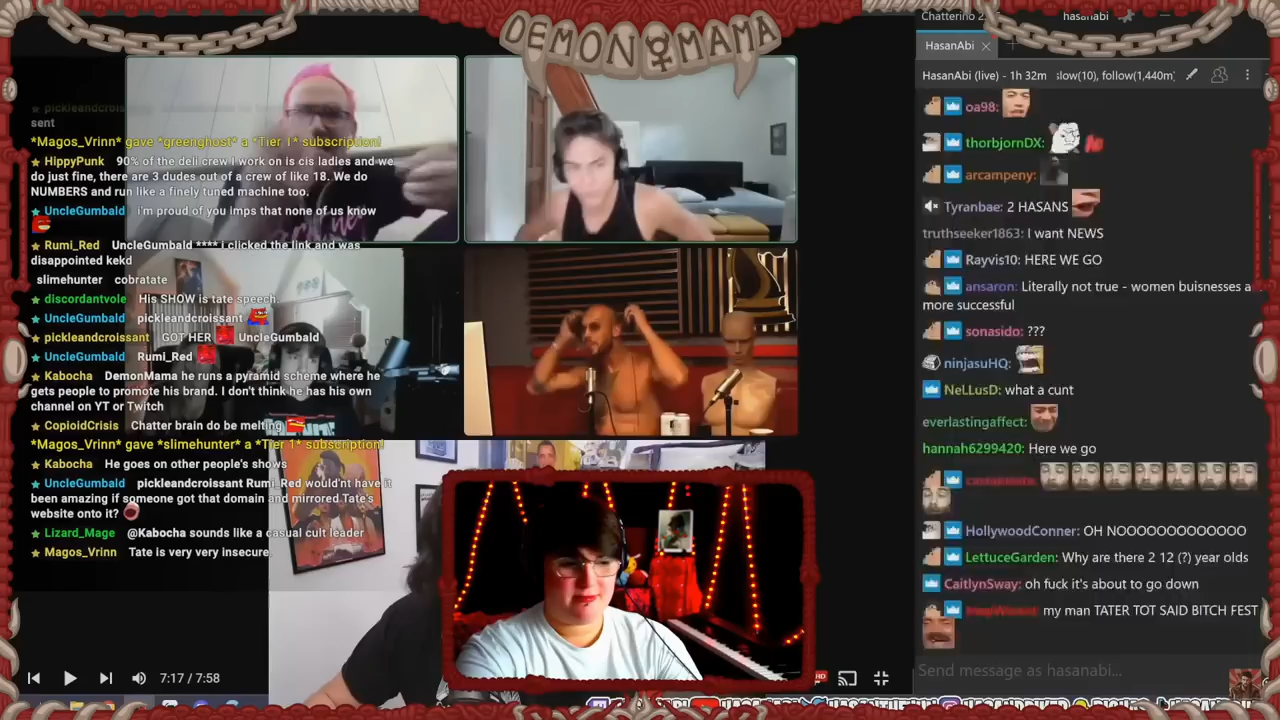 DEMON MAMA
sent
*Magos_Vrinn* gave *greenghost* a *Tier 1* subscription!
HippyPunk 90% of the deli crew I work on is cis ladies and we
do just fine, there are 3 dudes out of a crew of like 18. We do
NUMBERS and run like a finely tuned machine too.
UncleGumbald i'm proud of you imps that none of us know
Rumi_Red UncleGumbald **** i clicked the link and was
disappointed kekd
slimehunter cobratate
discordantvole His SHOW is tate speech.
UncleGumbald pickleandcroissant
pickleandcroissant GOT HER UncleGumbald
UncleGumbald Rumi_Red
Kabocha DemonMama he runs a pyramid scheme where he
gets people to promote his brand. I don't think he has his own
channel on YT or Twitch
CopioidCrisis Chatter brain do be melting
*Magos_Vrinn* gave *slimehunter* a *Tier 1* subscription!
Kabocha He goes on other people's shows
UncleGumbald pickleandcroissant Rumi_Red would'nt have it
been amazing if someone got that domain and mirrored Tate's
website onto it?
Lizard_Mage @Kabocha sounds like a casual cult leader
Magos_Vrinn Tate is very very insecure.
7:17 / 7:58
Chatterino 2.
hasanabi
HasanAbi
HasanAbi (live) - 1h 32m slow(10), follow(1,440m)
oa98:
thorbjornDX:
arcampeny:
Tyranbae: 2 HASANS
truthseeker1863: I want NEWS
Rayvis10: HERE WE GO
ansaron: Literally not true - women buisnesses a
more successful
sonasido: ???
ninjasuHQ:
NeLLusD: what a cunt
everlastingaffect:
hannah6299420: Here we go
HollywoodConner: OH NOOOOOOOOOOOO
LettuceGarden: Why are there 2 12 (?) year olds
CaitlynSway: oh fuck it's about to go down
my man TATER TOT SAID BITCH FEST
Send message as hasanabi...